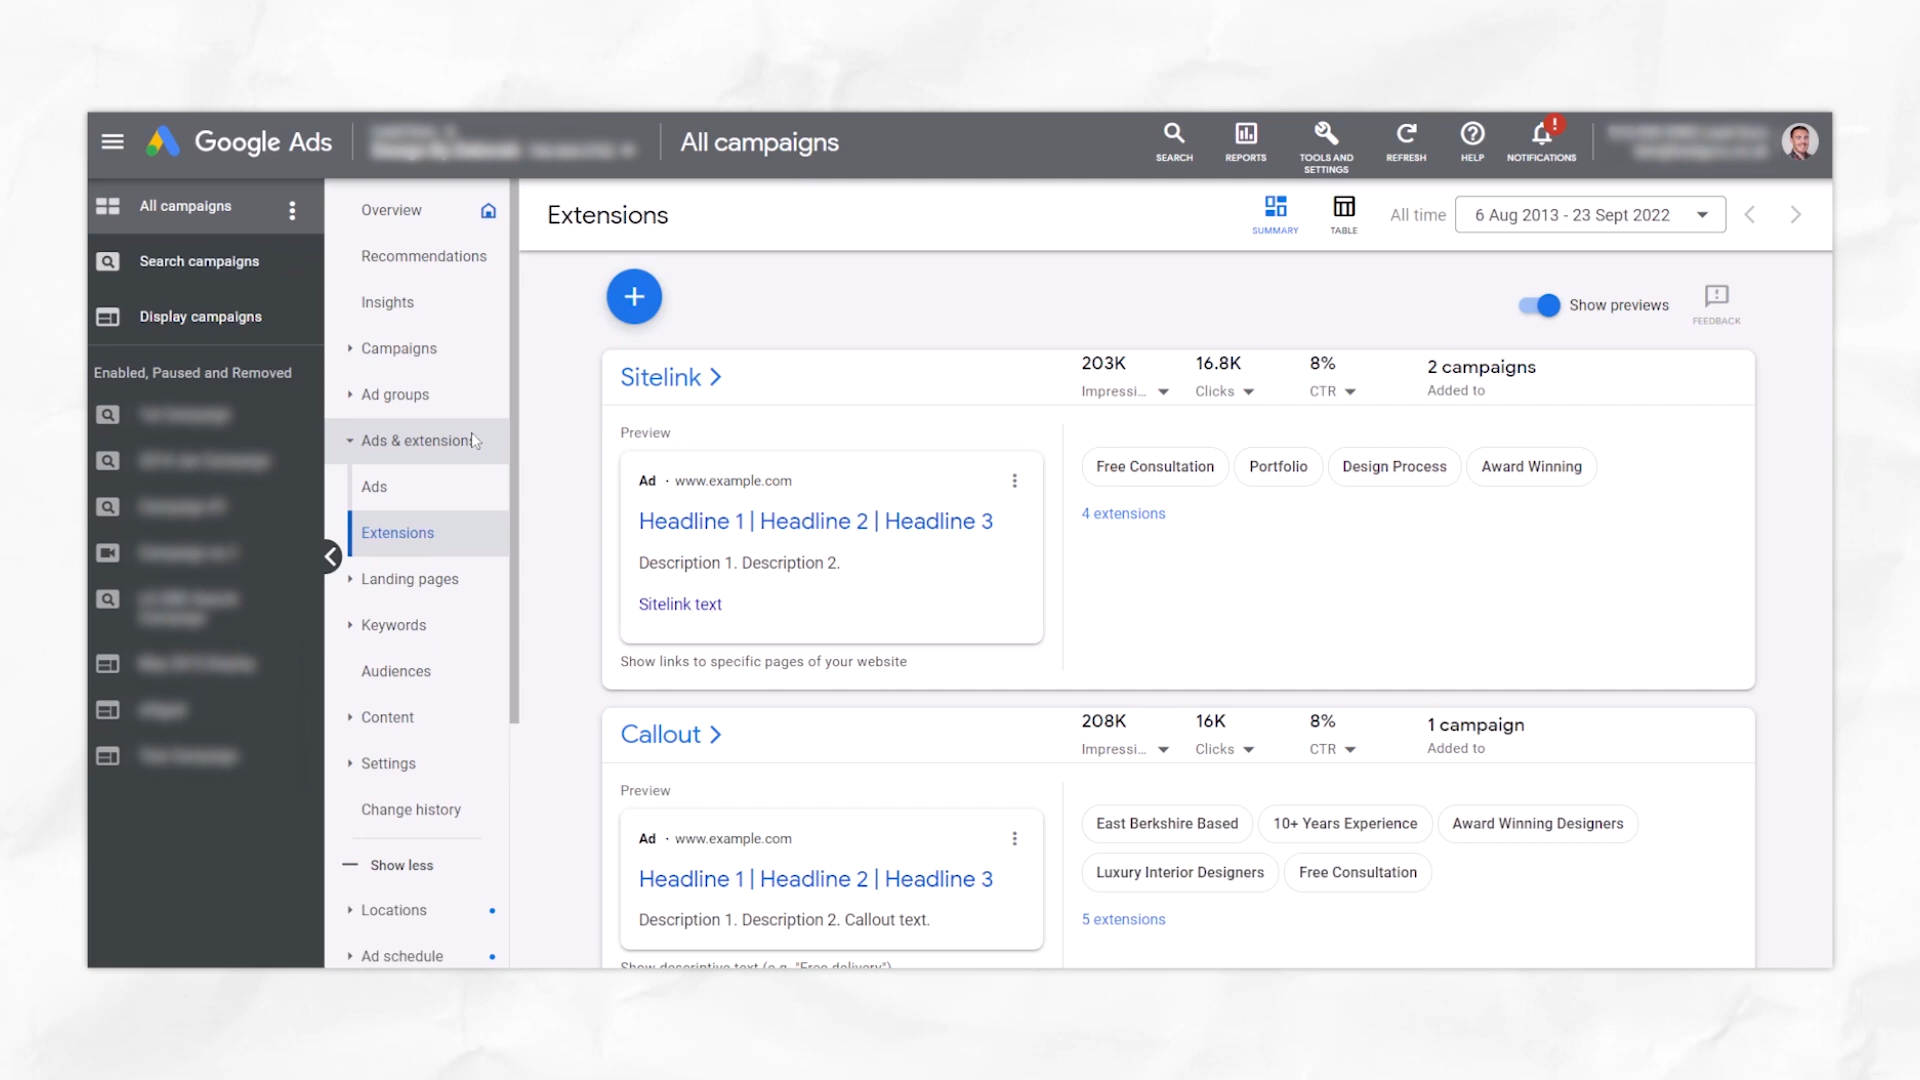 Google Ads
All campaigns
SEARCH
REPORTS
TOOLS AND
SETTINGS
REFRESH
HELP
NOTIFICATIONS
All campaigns
Search campaigns
Display campaigns
Enabled, Paused and Removed
Overview
Recommendations
Insights
Campaigns
Ad groups
Ads & extensions
Ads
Extensions
Landing pages
Keywords
Audiences
Content
Settings
Change history
Show less
Locations
Ad schedule
Extensions
SUMMARY
TABLE
All time
6 Aug 2013 - 23 Sept 2022
Show previews
FEEDBACK
Sitelink
203K
Impressi...
16.8K
Clicks
8%
CTR
2 campaigns
Added to
Preview
Ad · www.example.com
Headline 1 | Headline 2 | Headline 3
Description 1. Description 2.
Sitelink text
Show links to specific pages of your website
Free Consultation
Portfolio
Design Process
Award Winning
4 extensions
Callout
208K
Impressi...
16K
Clicks
8%
CTR
1 campaign
Added to
Preview
Ad · www.example.com
Headline 1 | Headline 2 | Headline 3
Description 1. Description 2. Callout text.
Show descriptive text (e.g. "Free delivery")
East Berkshire Based
10+ Years Experience
Award Winning Designers
Luxury Interior Designers
Free Consultation
5 extensions